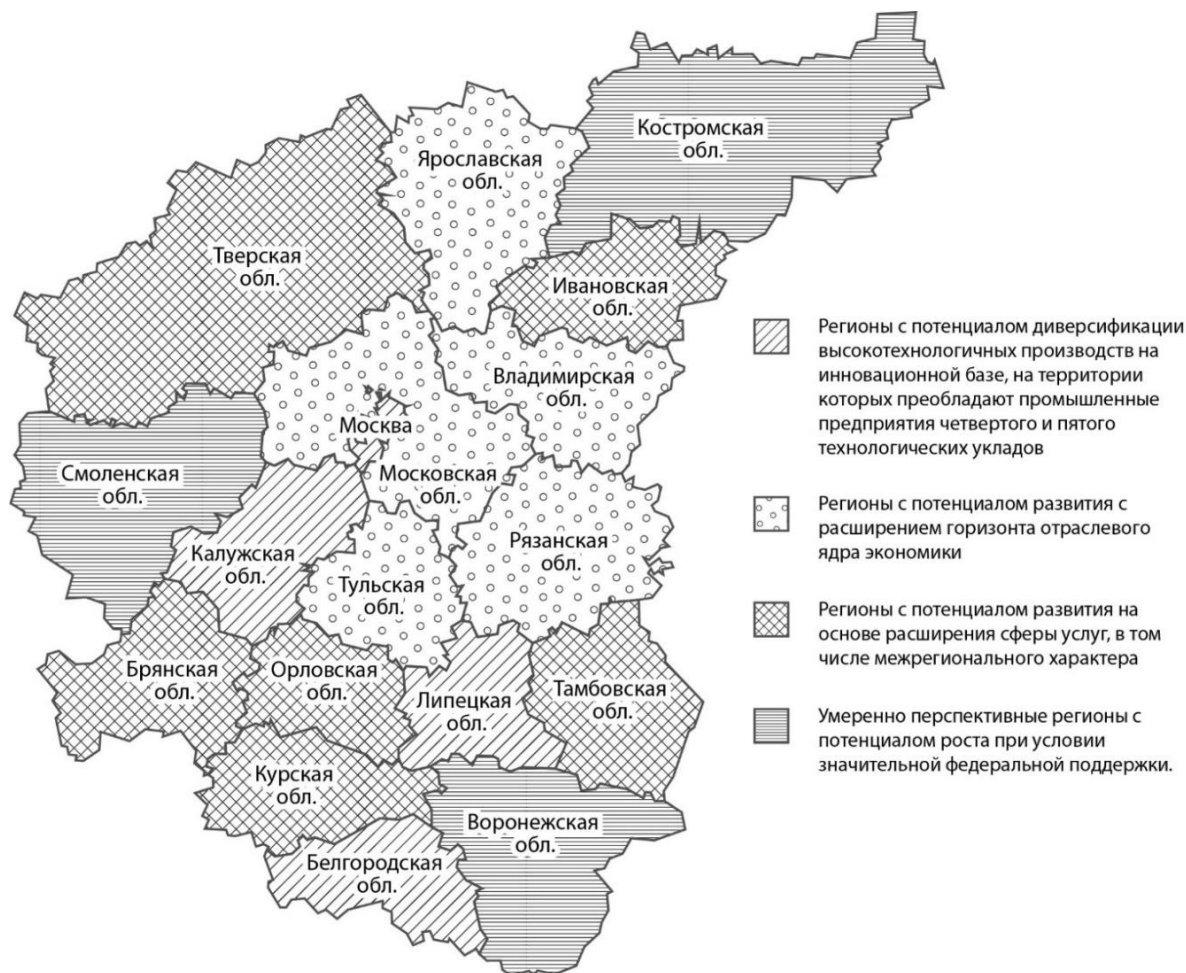 Костромская
обл.
Ярославская
обл.
Тверская
обл.
Ивановская
обл.
Владимирская
обл.
Москва
Московская
обл.
Смоленская
обл.
Калужская
обл.
Рязанская
обл.
Тульская
обл.
Брянская
обл.
Орловская
обл.
Липецкая
обл.
Тамбовская
обл.
Курская
обл.
Воронежская
обл.
Белгородская
обл.
Регионы с потенциалом диверсификации
высокотехнологичных производств на
инновационной базе, на территории
которых преобладают промышленные
предприятия четвертого и пятого
технологических укладов
Регионы с потенциалом развития с
расширением горизонта отраслевого
ядра экономики
Регионы с потенциалом развития на
основе расширения сферы услуг, в том
числе межрегионального характера
Умеренно перспективные регионы с
потенциалом роста при условии
значительной федеральной поддержки.